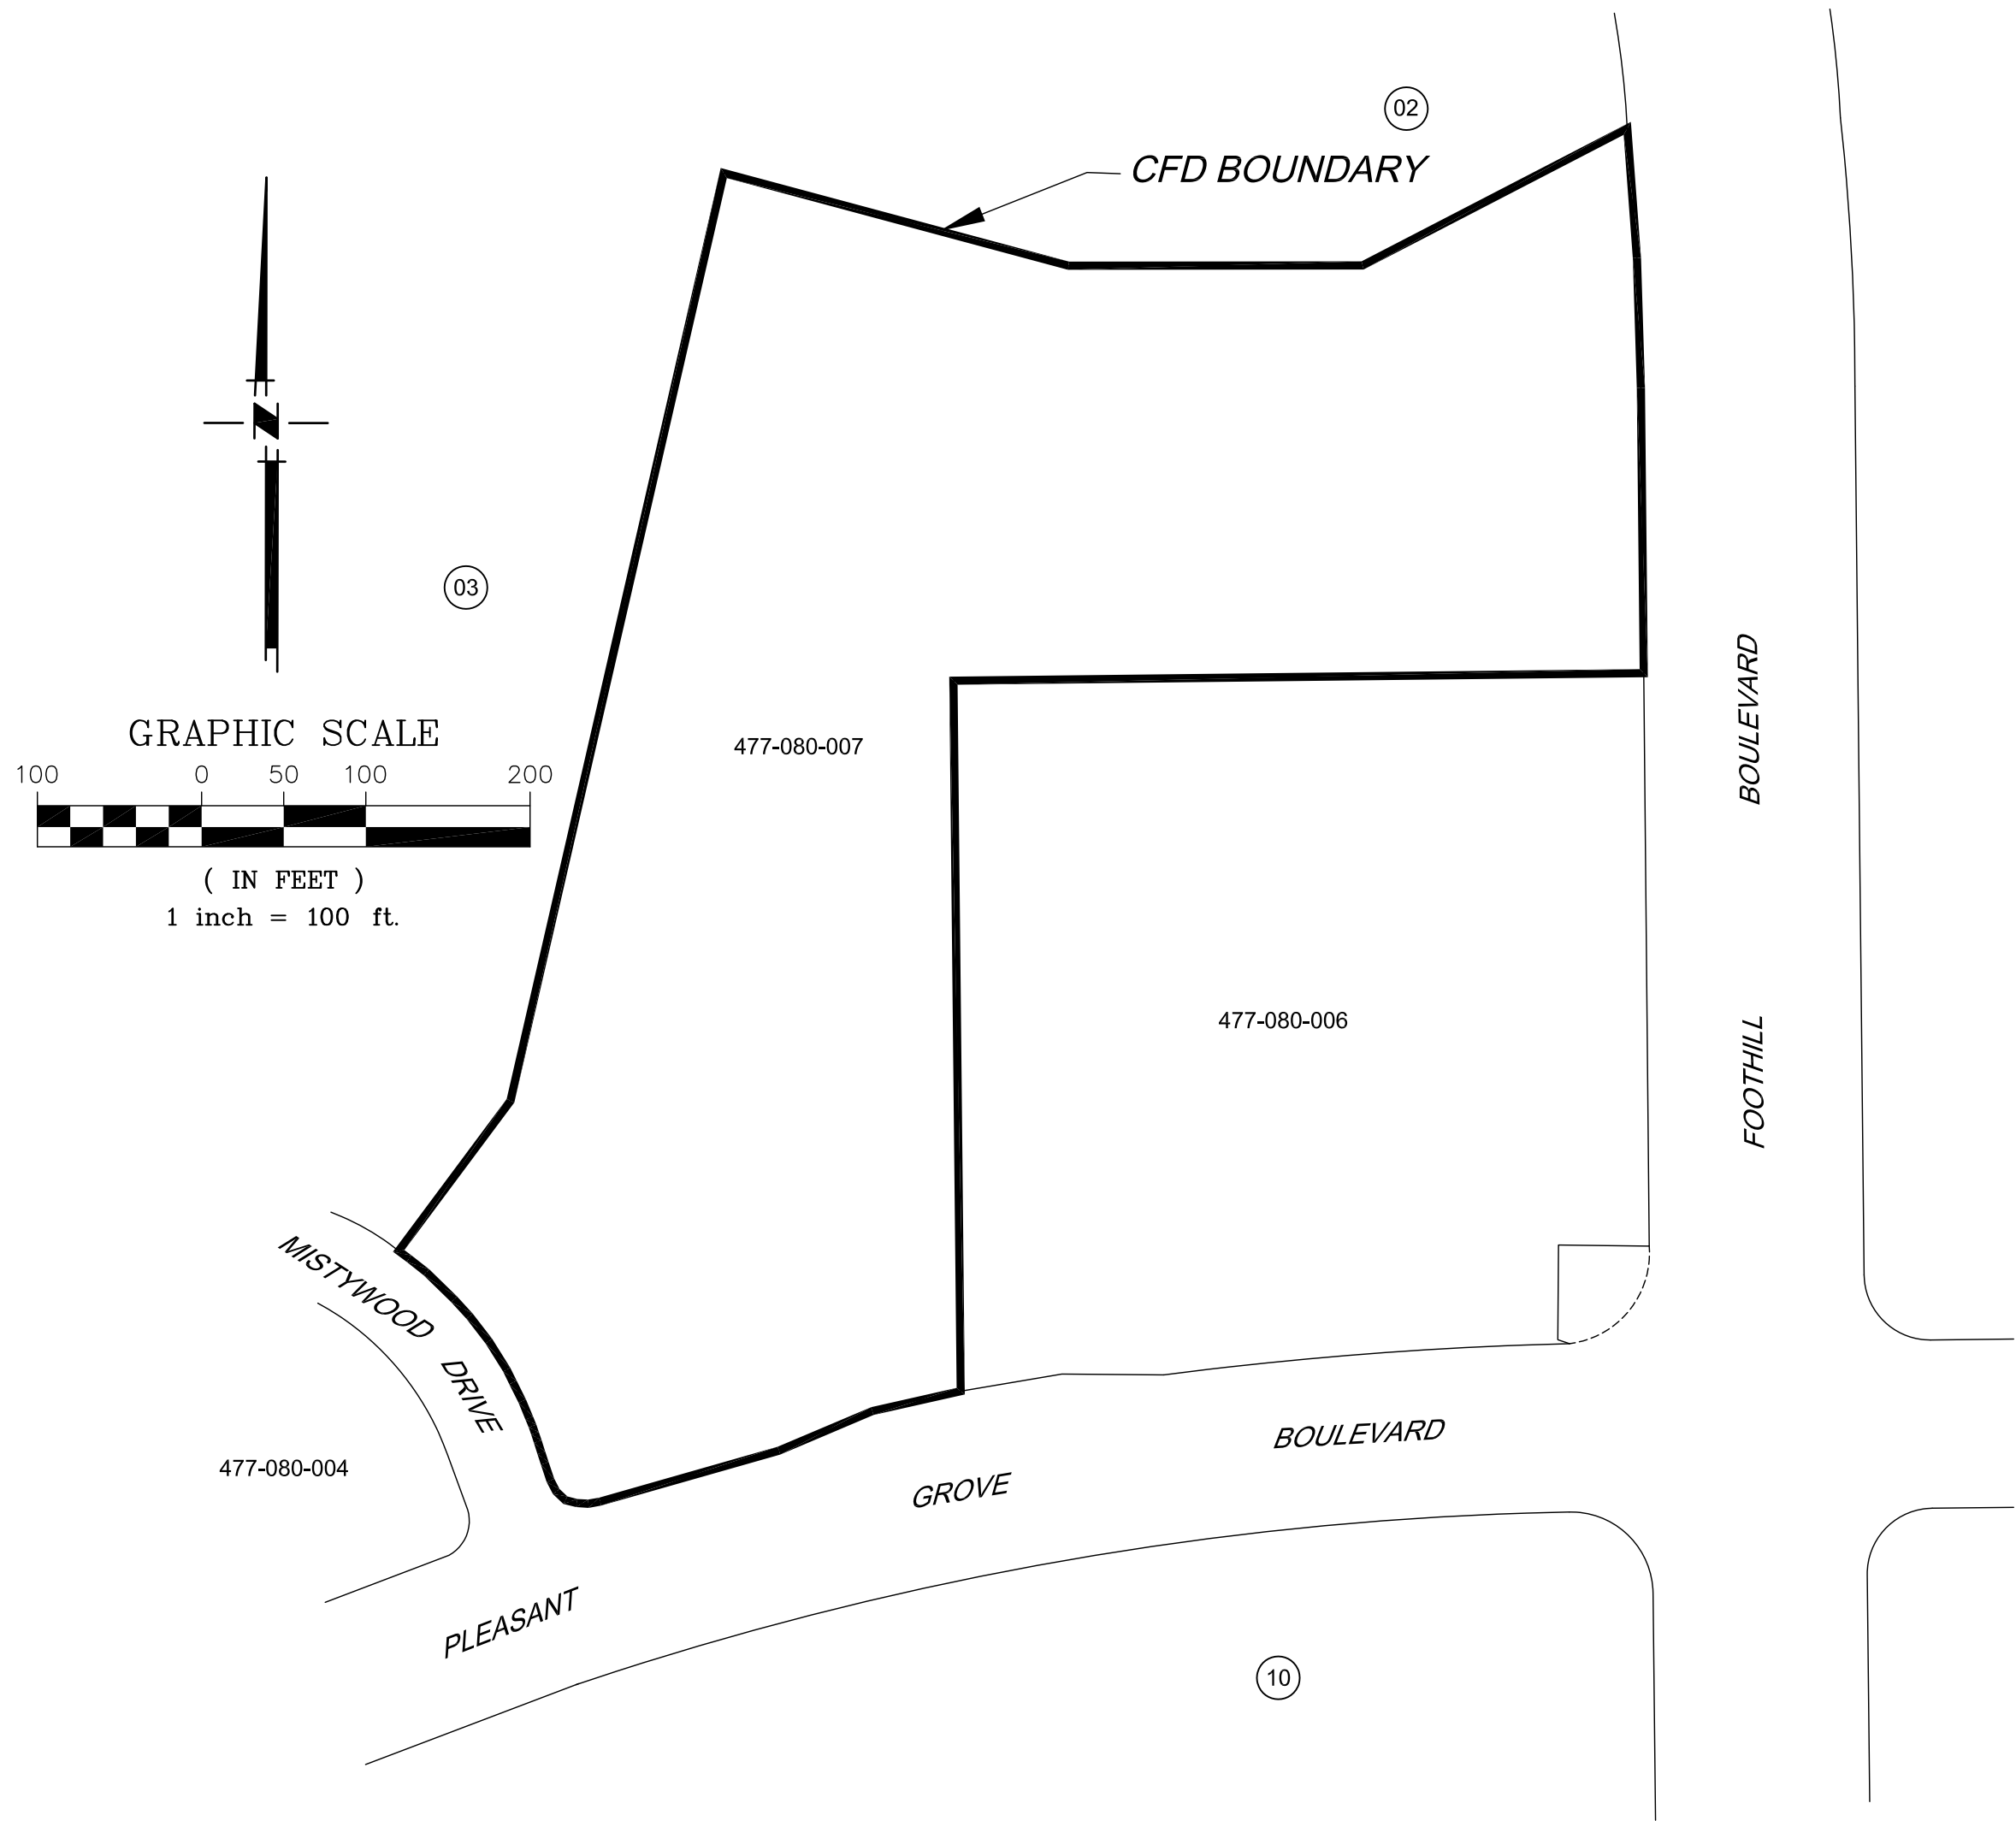 02
CFD BOUNDARY
N
03
GRAPHIC SCALE
100 0 50 100 200
( IN FEET )
1 inch = 100 ft.
477-080-007
477-080-006
FOOTHILL BOULEVARD
MISTYWOOD DRIVE
477-080-004
PLEASANT GROVE BOULEVARD
10